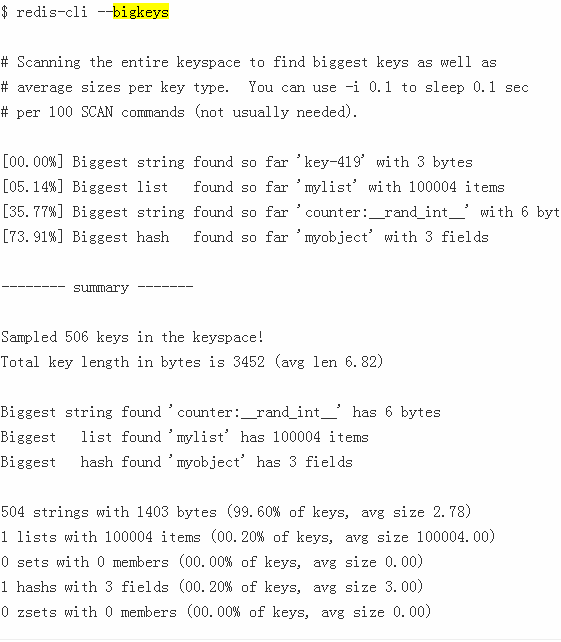 $ redis-cli --bigkeys
# Scanning the entire keyspace to find biggest keys as well as
# average sizes per key type.  You can use -i 0.1 to sleep 0.1 sec
# per 100 SCAN commands (not usually needed).
[00.00%] Biggest string found so far 'key-419' with 3 bytes
[05.14%] Biggest list   found so far 'mylist' with 100004 items
[35.77%] Biggest string found so far 'counter:__rand_int__' with 6 byt
[73.91%] Biggest hash   found so far 'myobject' with 3 fields
-------- summary -------
Sampled 506 keys in the keyspace!
Total key length in bytes is 3452 (avg len 6.82)
Biggest string found 'counter:__rand_int__' has 6 bytes
Biggest   list found 'mylist' has 100004 items
Biggest   hash found 'myobject' has 3 fields
504 strings with 1403 bytes (99.60% of keys, avg size 2.78)
1 lists with 100004 items (00.20% of keys, avg size 100004.00)
0 sets with 0 members (00.00% of keys, avg size 0.00)
1 hashs with 3 fields (00.20% of keys, avg size 3.00)
0 zsets with 0 members (00.00% of keys, avg size 0.00)